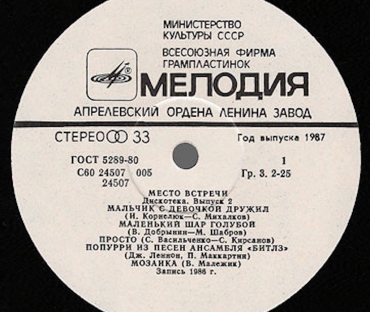 МИНИСТЕРСТВО
КУЛЬТУРЫ СССР
ВСЕСОЮЗНАЯ ФИРМА
ГРАМПЛАСТИНОК
МЕЛОДИЯ
АПРЕЛЕВСКИЙ ОРДЕНА ЛЕНИНА ЗАВОД
СТЕРЕО 33
Год выпуска 1987
ГОСТ 5289-80
1
С60 24507 005
Гр. 3. 2-25
24507
МЕСТО ВСТРЕЧИ
Дискотека. Выпуск 2
МАЛЬЧИК С ДЕВОЧКОЙ ДРУЖИЛ
(И. Корнелюк—С. Михалков)
МАЛЕНЬКИЙ ШАР ГОЛУБОЙ
(В. Добрынин—М. Шабров)
ПРОСТО (С. Васильченко—С. Кирсанов)
ПОПУРРИ ИЗ ПЕСЕН АНСАМБЛЯ «БИТЛЗ»
(Дж. Леннон, П. Маккартни)
МОЗАИКА (В. Малежик)
Запись 1986 г.